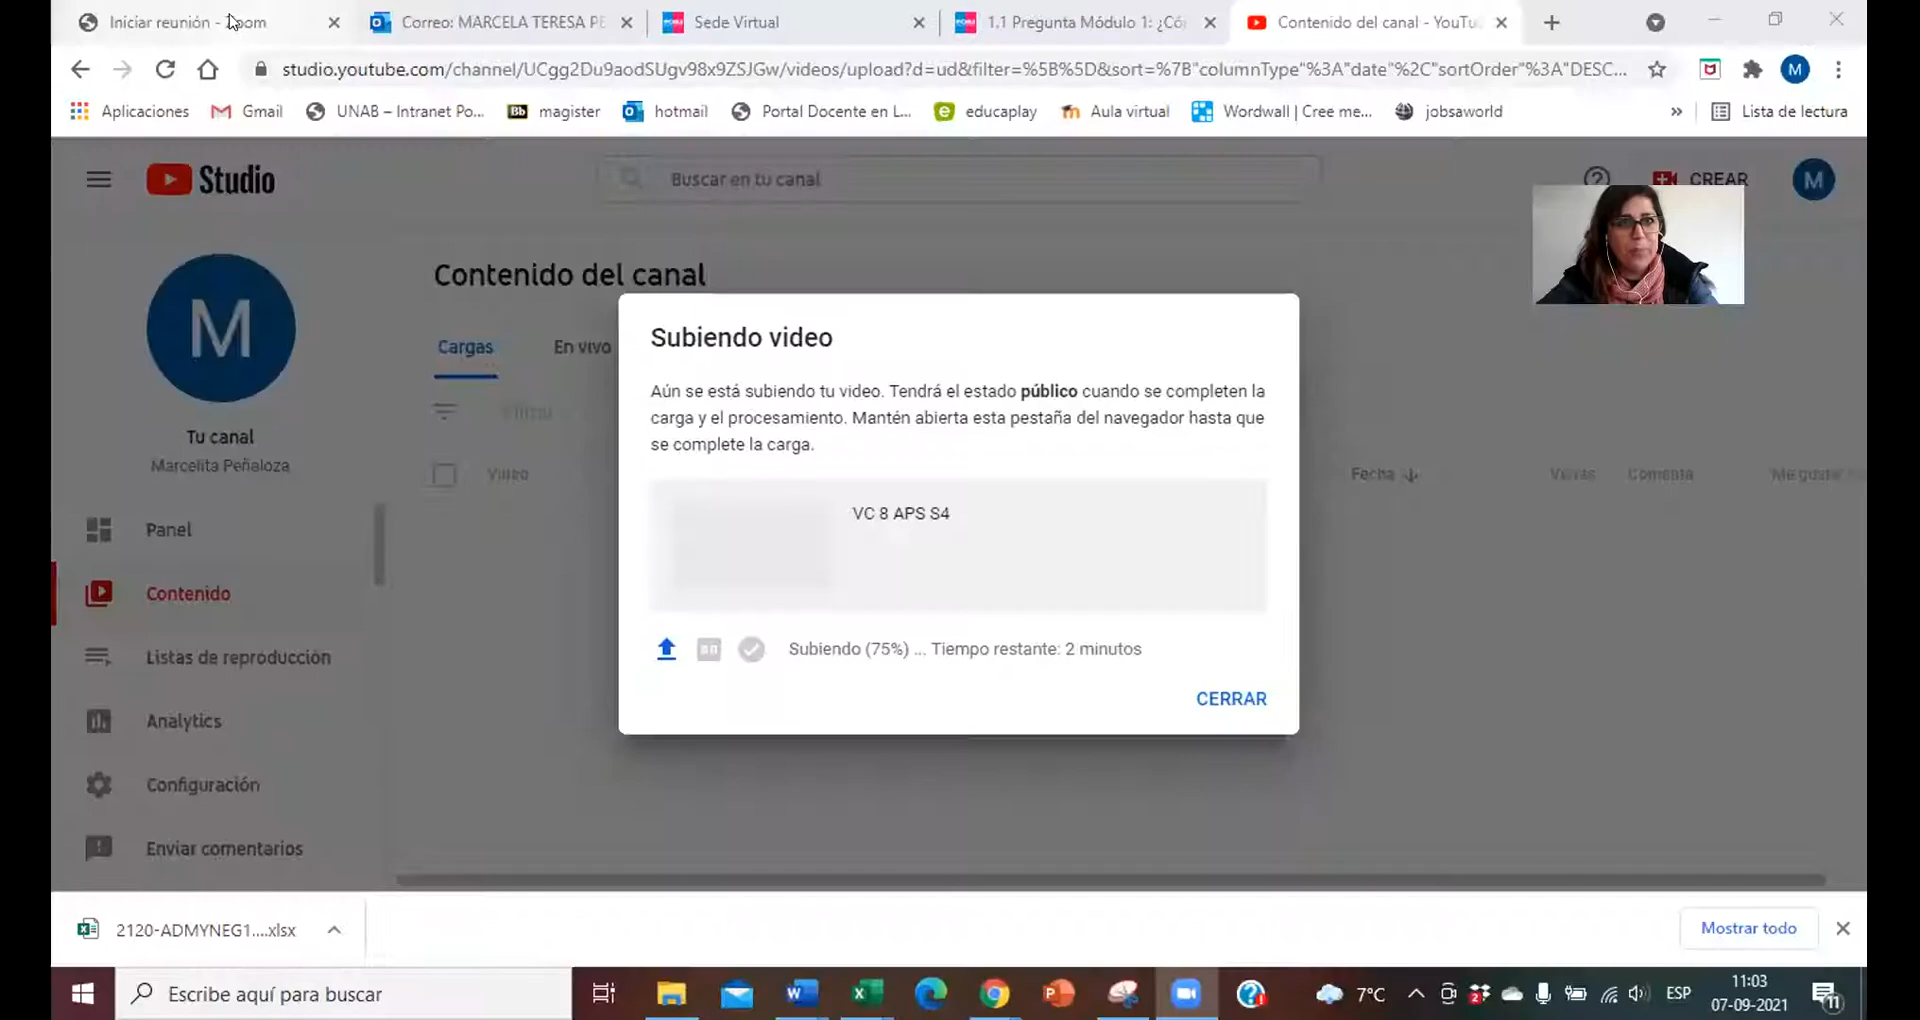 Iniciar reunión - Zoom
Correo: MARCELA TERESA PE
Sede Virtual
1.1 Pregunta Módulo 1: ¿Có
Contenido del canal - YouTu
studio.youtube.com/channel/UCgg2Du9aodSUgv98x9ZSJGw/videos/upload?d=ud&filter=%5B%5D&sort=%7B"columnType"%3A"date"%2C"sortOrder"%3A"DESC...
M
Aplicaciones
Gmail
UNAB – Intranet Po...
Bb
magister
hotmail
Portal Docente en L...
educaplay
Aula virtual
Wordwall | Cree me...
jobsaworld
»
Lista de lectura
Studio
Buscar en tu canal
CREAR
M
M
Tu canal
Marcelita Peñaloza
Panel
Contenido
Listas de reproducción
Analytics
Configuración
Enviar comentarios
Contenido del canal
Cargas
En vivo
Filtrar
Video
Fecha
Vistas
Comenta
Me gusta
Subiendo video
Aún se está subiendo tu video. Tendrá el estado público cuando se completen la
carga y el procesamiento. Mantén abierta esta pestaña del navegador hasta que
se complete la carga.
VC 8 APS S4
Subiendo (75%) ... Tiempo restante: 2 minutos
CERRAR
2120-ADMYNEG1....xlsx
Mostrar todo
Escribe aquí para buscar
7°C
ESP
11:03
07-09-2021
11